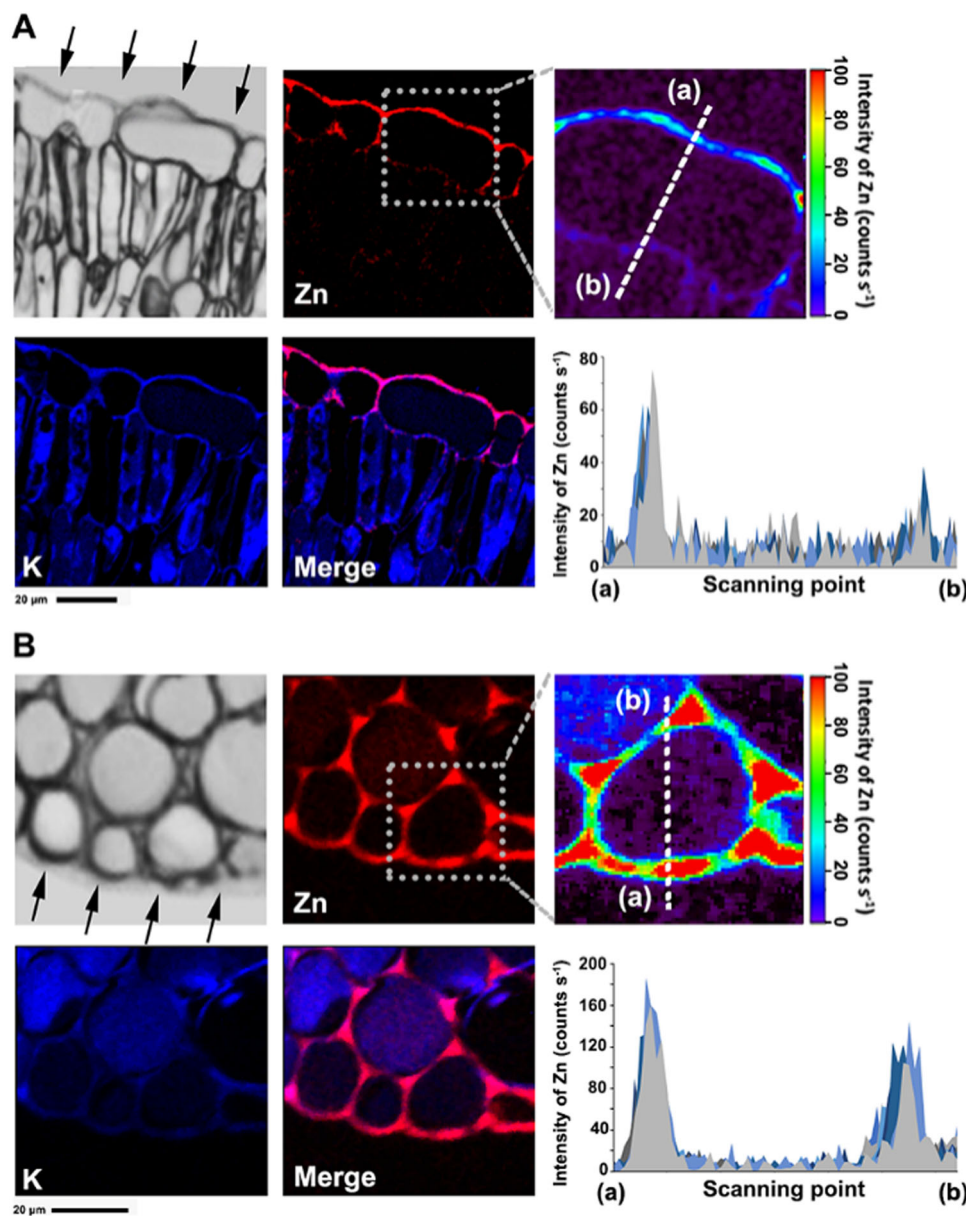 A
Zn
(a)
(b)
100
80
60
40
20
0
Intensity of Zn (counts s⁻¹)
K
20 µm
Merge
Intensity of Zn (counts s⁻¹)
80
60
40
20
0
(a)
Scanning point
(b)
B
Zn
(b)
(a)
100
80
60
40
20
0
Intensity of Zn (counts s⁻¹)
K
20 µm
Merge
Intensity of Zn (counts s⁻¹)
200
160
120
80
40
0
(a)
Scanning point
(b)